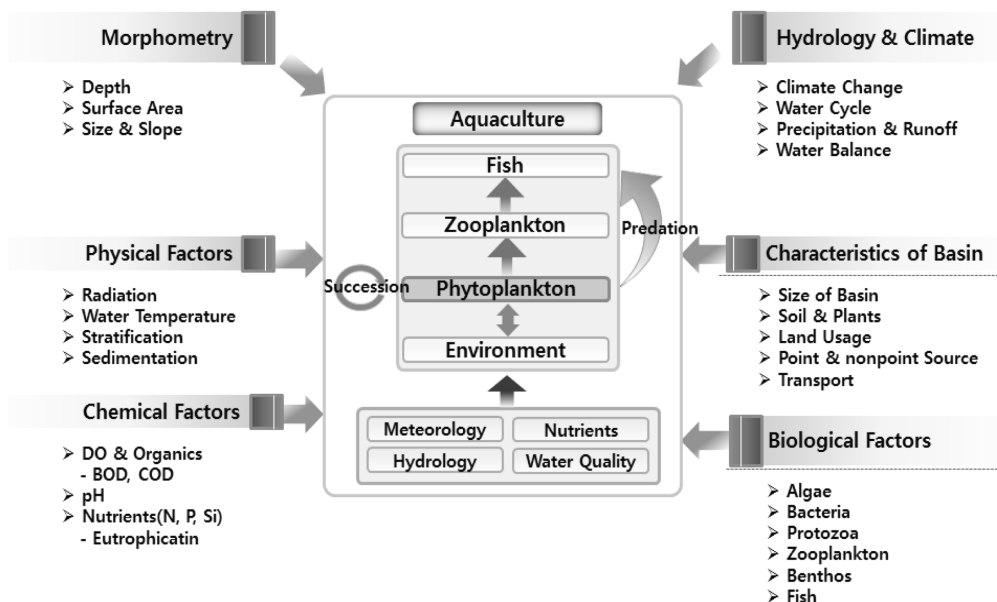 Morphometry
➢ Depth
➢ Surface Area
➢ Size & Slope
Physical Factors
➢ Radiation
➢ Water Temperature
➢ Stratification
➢ Sedimentation
Chemical Factors
➢ DO & Organics
- BOD, COD
➢ pH
➢ Nutrients(N, P, Si)
- Eutrophicatin
Aquaculture
Fish
Zooplankton
Predation
Succession
Phytoplankton
Environment
Meteorology
Nutrients
Hydrology
Water Quality
Hydrology & Climate
➢ Climate Change
➢ Water Cycle
➢ Precipitation & Runoff
➢ Water Balance
Characteristics of Basin
➢ Size of Basin
➢ Soil & Plants
➢ Land Usage
➢ Point & nonpoint Source
➢ Transport
Biological Factors
➢ Algae
➢ Bacteria
➢ Protozoa
➢ Zooplankton
➢ Benthos
➢ Fish